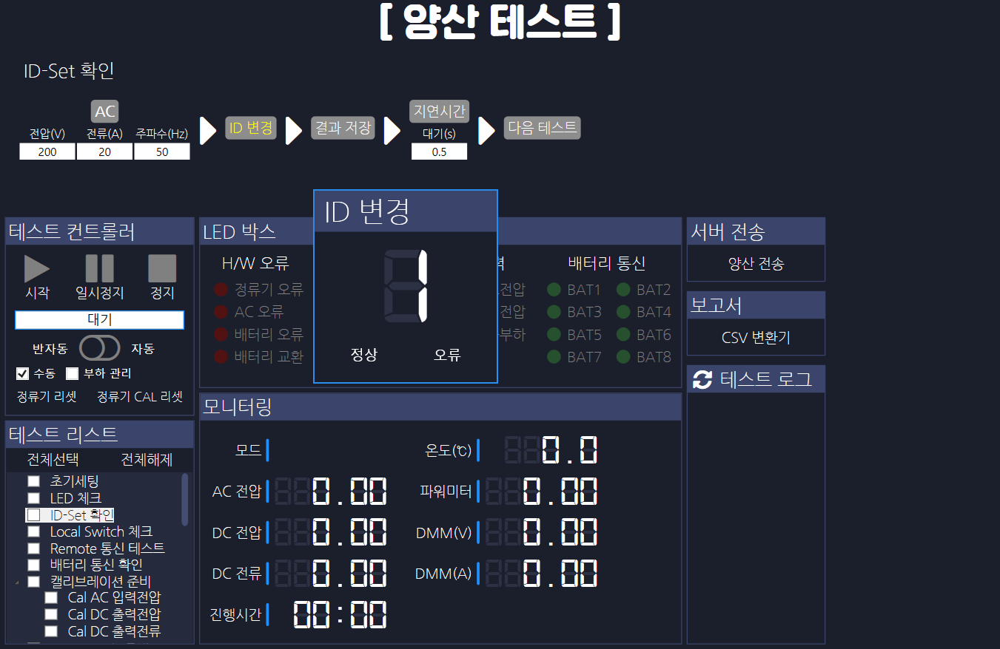 [ 양산 테스트 ]
ID-Set 확인
AC
전압(V) 전류(A) 주파수(Hz)
200 20 50
ID 변경
결과 저장
지연시간
대기(s)
0.5
다음 테스트
테스트 컨트롤러
시작 일시정지 정지
대기
반자동 자동
수동 부하 관리
정류기 리셋 정류기 CAL 리셋
테스트 리스트
전체선택 전체해제
초기세팅
LED 체크
ID-Set 확인
Local Switch 체크
Remote 통신 테스트
배터리 통신 확인
캘리브레이션 준비
Cal AC 입력전압
Cal DC 출력전압
Cal DC 출력전류
LED 박스
H/W 오류
정류기 오류
AC 오류
배터리 오류
배터리 교환
ID 변경
1
정상 오류
전압
전압
부하
배터리 통신
BAT1 BAT2
BAT3 BAT4
BAT5 BAT6
BAT7 BAT8
모니터링
모드 온도(℃) 0.0
AC 전압 0.00 파워미터 0.00
DC 전압 0.00 DMM(V) 0.00
DC 전류 0.00 DMM(A) 0.00
진행시간 00:00
서버 전송
양산 전송
보고서
CSV 변환기
테스트 로그